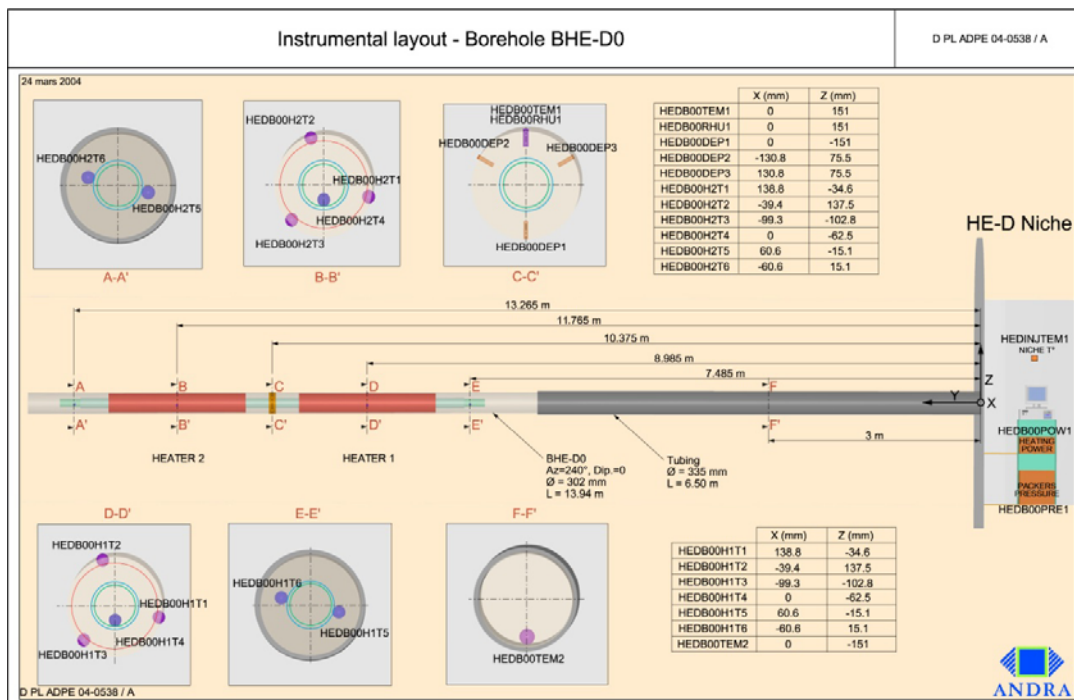 Instrumental layout - Borehole BHE-D0
D PL ADPE 04-0538 / A
24 mars 2004
HEDB00H2T6
HEDB00H2T5
A-A'
HEDB00H2T2
HEDB00H2T1
HEDB00H2T4
HEDB00H2T3
B-B'
HEDB00TEM1
HEDB00RHU1
HEDB00DEP2
HEDB00DEP3
HEDB00DEP1
C-C'
X (mm) Z (mm)
HEDB00TEM1 0 151
HEDB00RHU1 0 151
HEDB00DEP1 0 -151
HEDB00DEP2 -130.8 75.5
HEDB00DEP3 130.8 75.5
HEDB00H2T1 138.8 -34.6
HEDB00H2T2 -39.4 137.5
HEDB00H2T3 -99.3 -102.8
HEDB00H2T4 0 -62.5
HEDB00H2T5 60.6 -15.1
HEDB00H2T6 -60.6 15.1
HE-D Niche
13.265 m
11.765 m
10.375 m
8.985 m
7.485 m
HEDINJTEM1
NICHE T°
A B C D E F
Z
Y
X
A' B' C' D' E' F'
3 m
HEDB00POW1
HEATING
POWER
PACKERS
PRESSURE
HEDB00PRE1
HEATER 2
HEATER 1
BHE-D0
Az=240°, Dip.=0
Ø = 302 mm
L = 13.94 m
Tubing
Ø = 335 mm
L = 6.50 m
D-D'
HEDB00H1T2
HEDB00H1T1
HEDB00H1T4
HEDB00H1T3
E-E'
HEDB00H1T6
HEDB00H1T5
F-F'
HEDB00TEM2
X (mm) Z (mm)
HEDB00H1T1 138.8 -34.6
HEDB00H1T2 -39.4 137.5
HEDB00H1T3 -99.3 -102.8
HEDB00H1T4 0 -62.5
HEDB00H1T5 60.6 -15.1
HEDB00H1T6 -60.6 15.1
HEDB00TEM2 0 -151
D PL ADPE 04-0538 / A
ANDRA